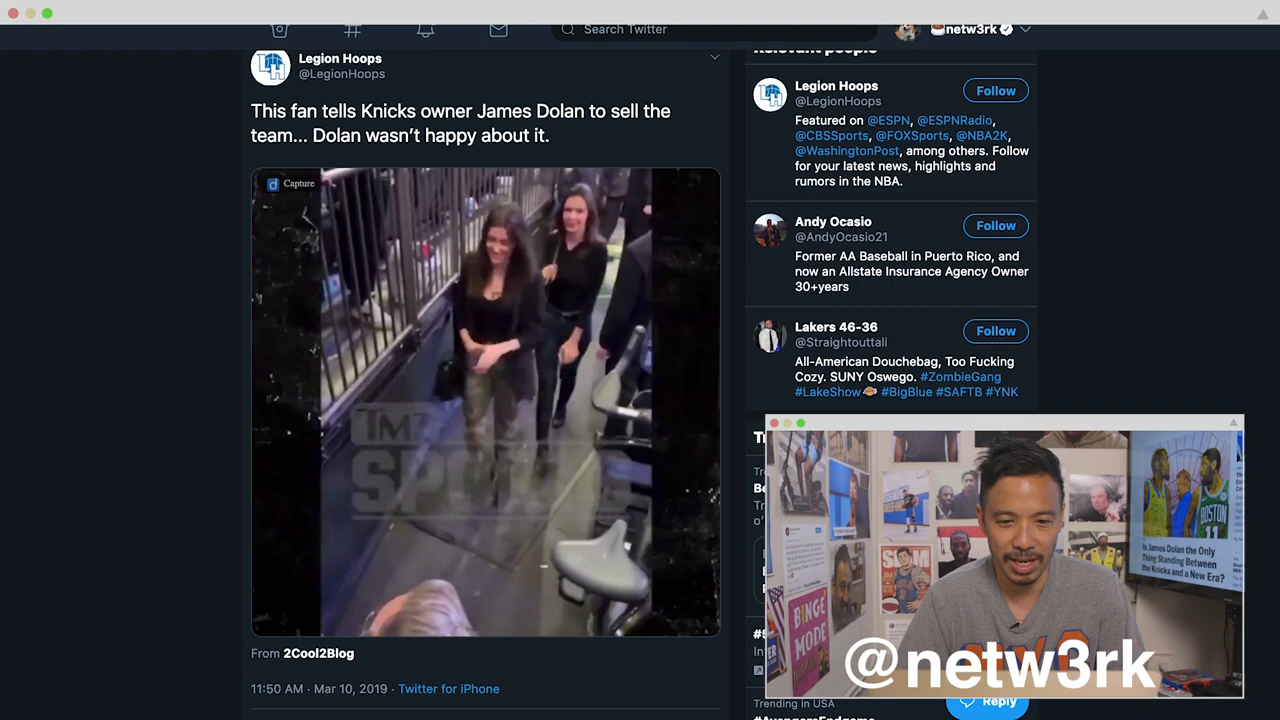 Search Twitter
netw3rk
Legion Hoops
@LegionHoops
This fan tells Knicks owner James Dolan to sell the
team... Dolan wasn’t happy about it.
Capture
TMZ
SPORTS
From 2Cool2Blog
11:50 AM · Mar 10, 2019 · Twitter for iPhone
Relevant people
Legion Hoops
@LegionHoops
Follow
Featured on @ESPN, @ESPNRadio,
@CBSSports, @FOXSports, @NBA2K,
@WashingtonPost, among others. Follow
for your latest news, highlights and
rumors in the NBA.
Andy Ocasio
@AndyOcasio21
Follow
Former AA Baseball in Puerto Rico, and
now an Allstate Insurance Agency Owner
30+years
Lakers 46-36
@Straightouttali
Follow
All-American Douchebag, Too Fucking
Cozy. SUNY Oswego. #ZombieGang
#LakeShow #BigBlue #SAFTB #YNK
SLAM
BINGE
MODE
BOSTON
11
Is James Dolan the Only
Thing Standing Between
the Knicks and a New Era?
@netw3rk
Trending in USA
Reply